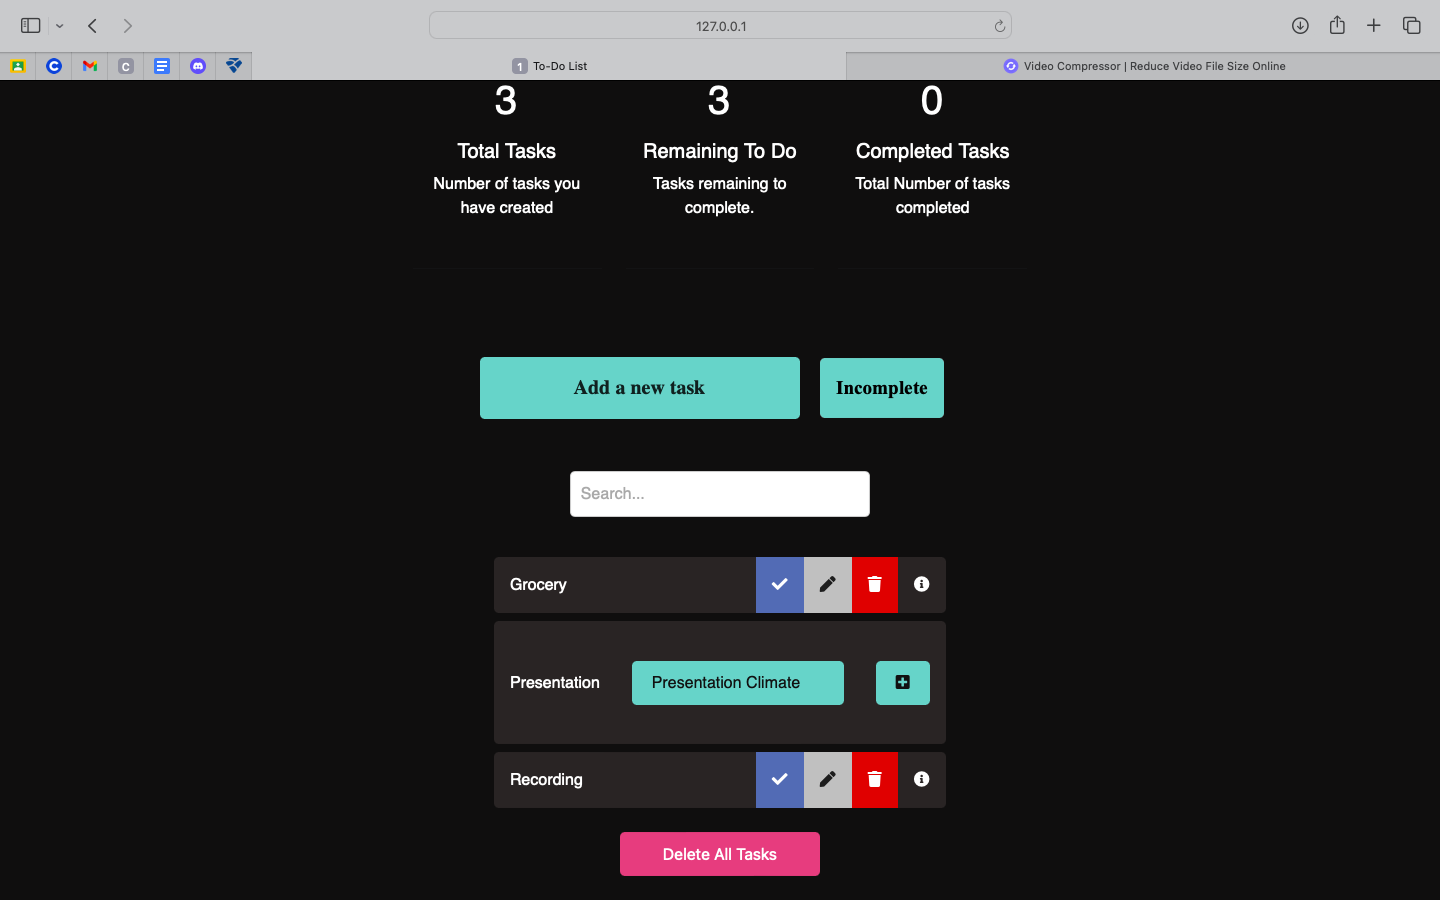 127.0.0.1
C
C
1 To-Do List
Video Compressor | Reduce Video File Size Online
3
3
0
Total Tasks
Remaining To Do
Completed Tasks
Number of tasks you
have created
Tasks remaining to
complete.
Total Number of tasks
completed
Add a new task
Incomplete
Search...
Grocery
Presentation
Presentation Climate
Recording
Delete All Tasks